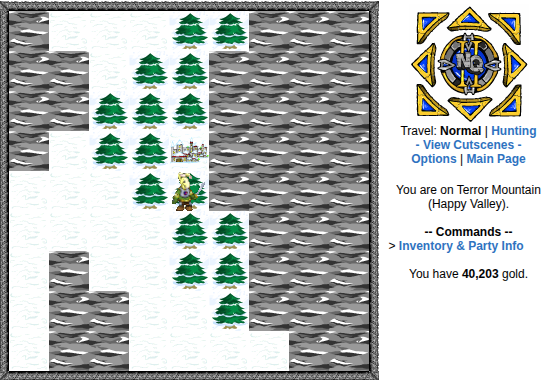 NQ
II
Travel: Normal | Hunting
- View Cutscenes -
Options | Main Page
You are on Terror Mountain
(Happy Valley).
-- Commands --
> Inventory & Party Info
You have 40,203 gold.